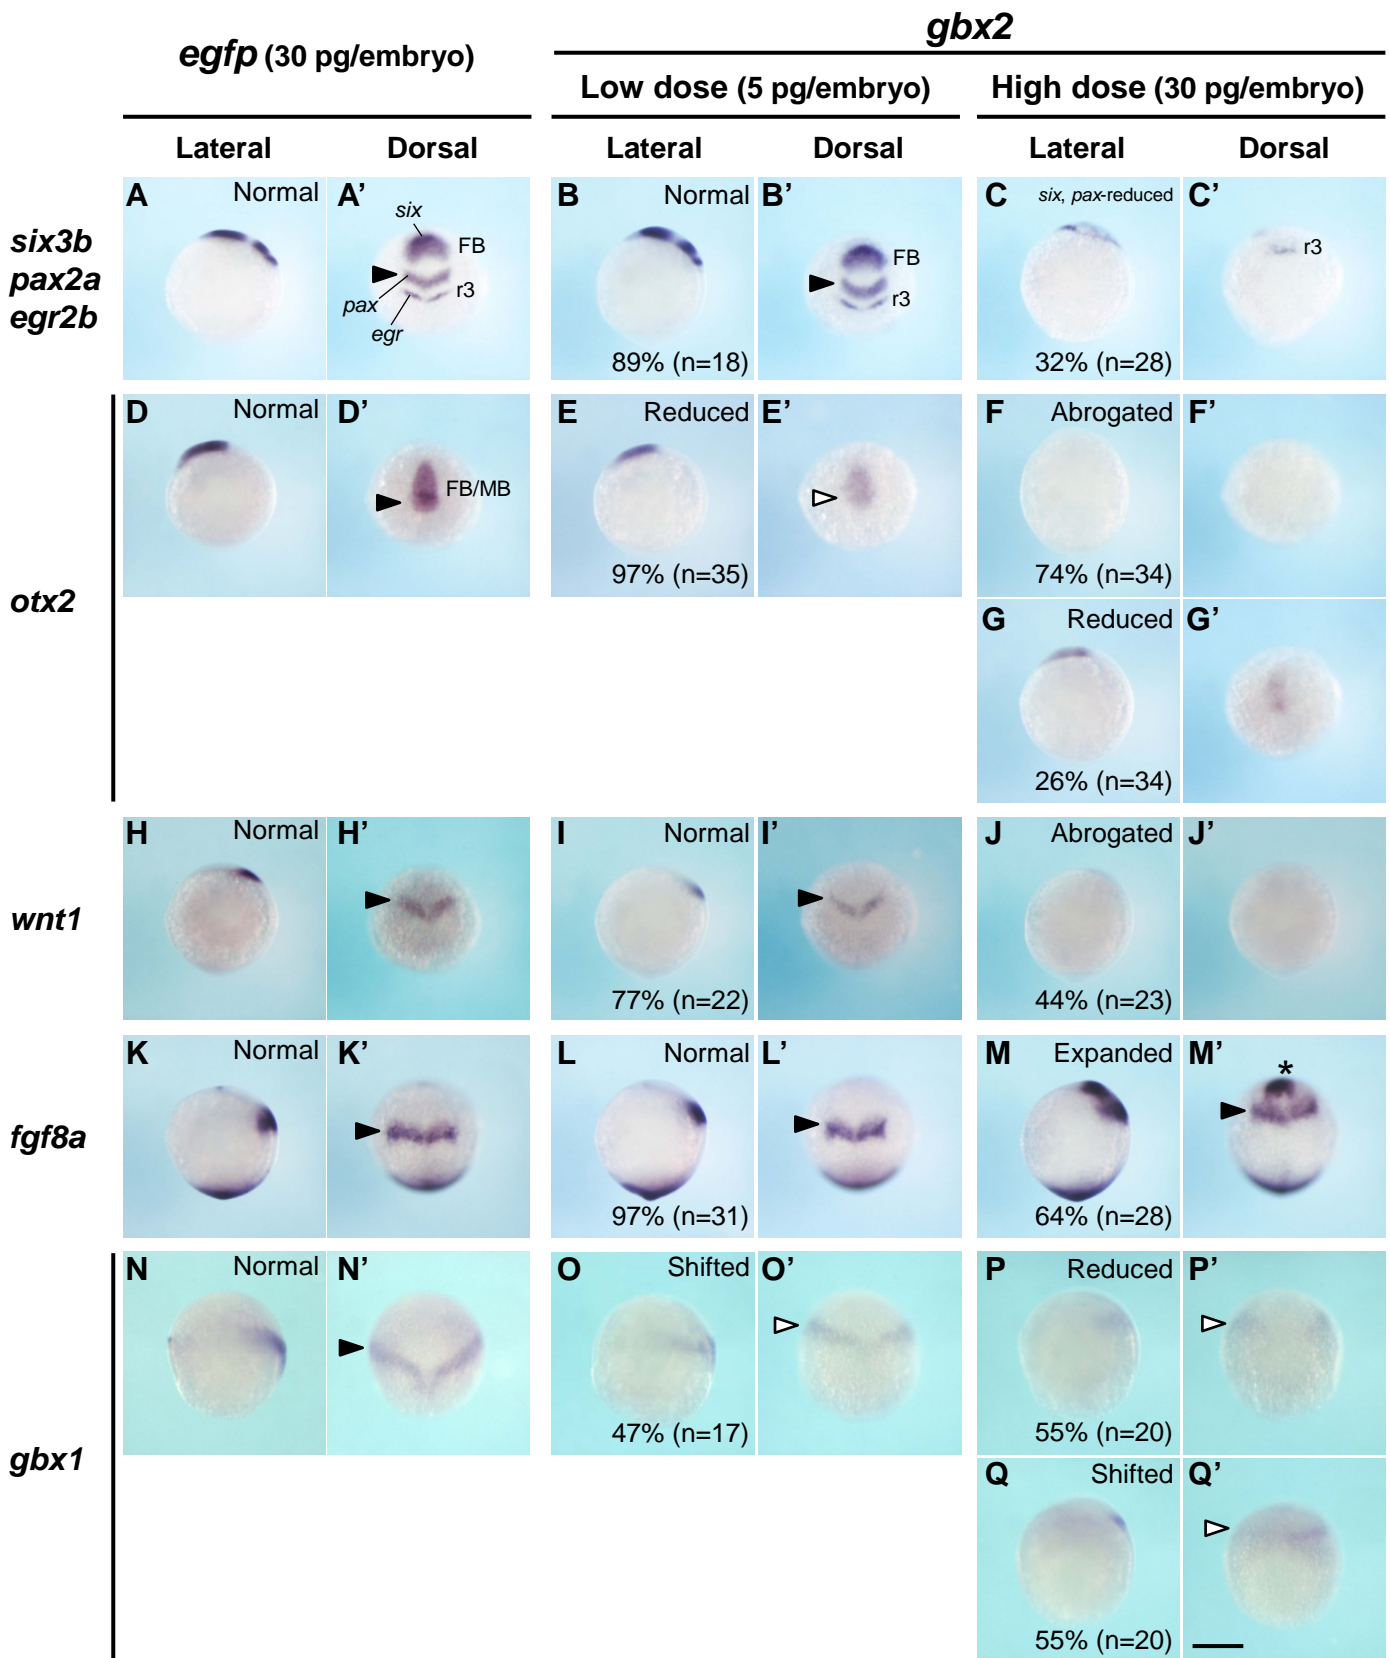 egfp (30 pg/embryo)
gbx2
Low dose (5 pg/embryo)
High dose (30 pg/embryo)
Lateral Dorsal Lateral Dorsal Lateral Dorsal
six3b
pax2a
egr2b
A Normal
A’
six
FB
pax
r3
egr
B Normal
89% (n=18)
B’
FB
r3
C six, pax-reduced
32% (n=28)
C’
r3
otx2
D Normal
D’
FB/MB
E Reduced
97% (n=35)
E’
F Abrogated
74% (n=34)
F’
G Reduced
26% (n=34)
G’
wnt1
H Normal
H’
I Normal
77% (n=22)
I’
J Abrogated
44% (n=23)
J’
fgf8a
K Normal
K’
L Normal
97% (n=31)
L’
M Expanded
64% (n=28)
M’
*
gbx1
N Normal
N’
O Shifted
47% (n=17)
O’
P Reduced
55% (n=20)
P’
Q Shifted
55% (n=20)
Q’